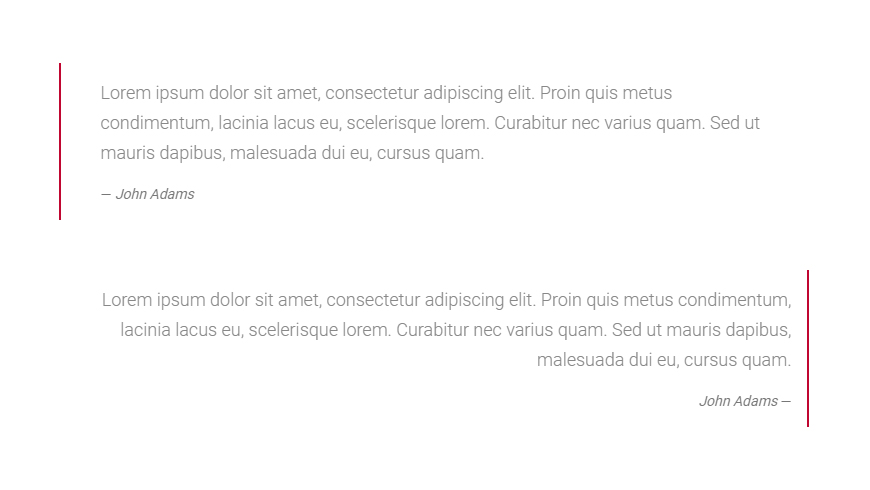 Lorem ipsum dolor sit amet, consectetur adipiscing elit. Proin quis metus
condimentum, lacinia lacus eu, scelerisque lorem. Curabitur nec varius quam. Sed ut
mauris dapibus, malesuada dui eu, cursus quam.
— John Adams
Lorem ipsum dolor sit amet, consectetur adipiscing elit. Proin quis metus condimentum,
lacinia lacus eu, scelerisque lorem. Curabitur nec varius quam. Sed ut mauris dapibus,
malesuada dui eu, cursus quam.
John Adams —